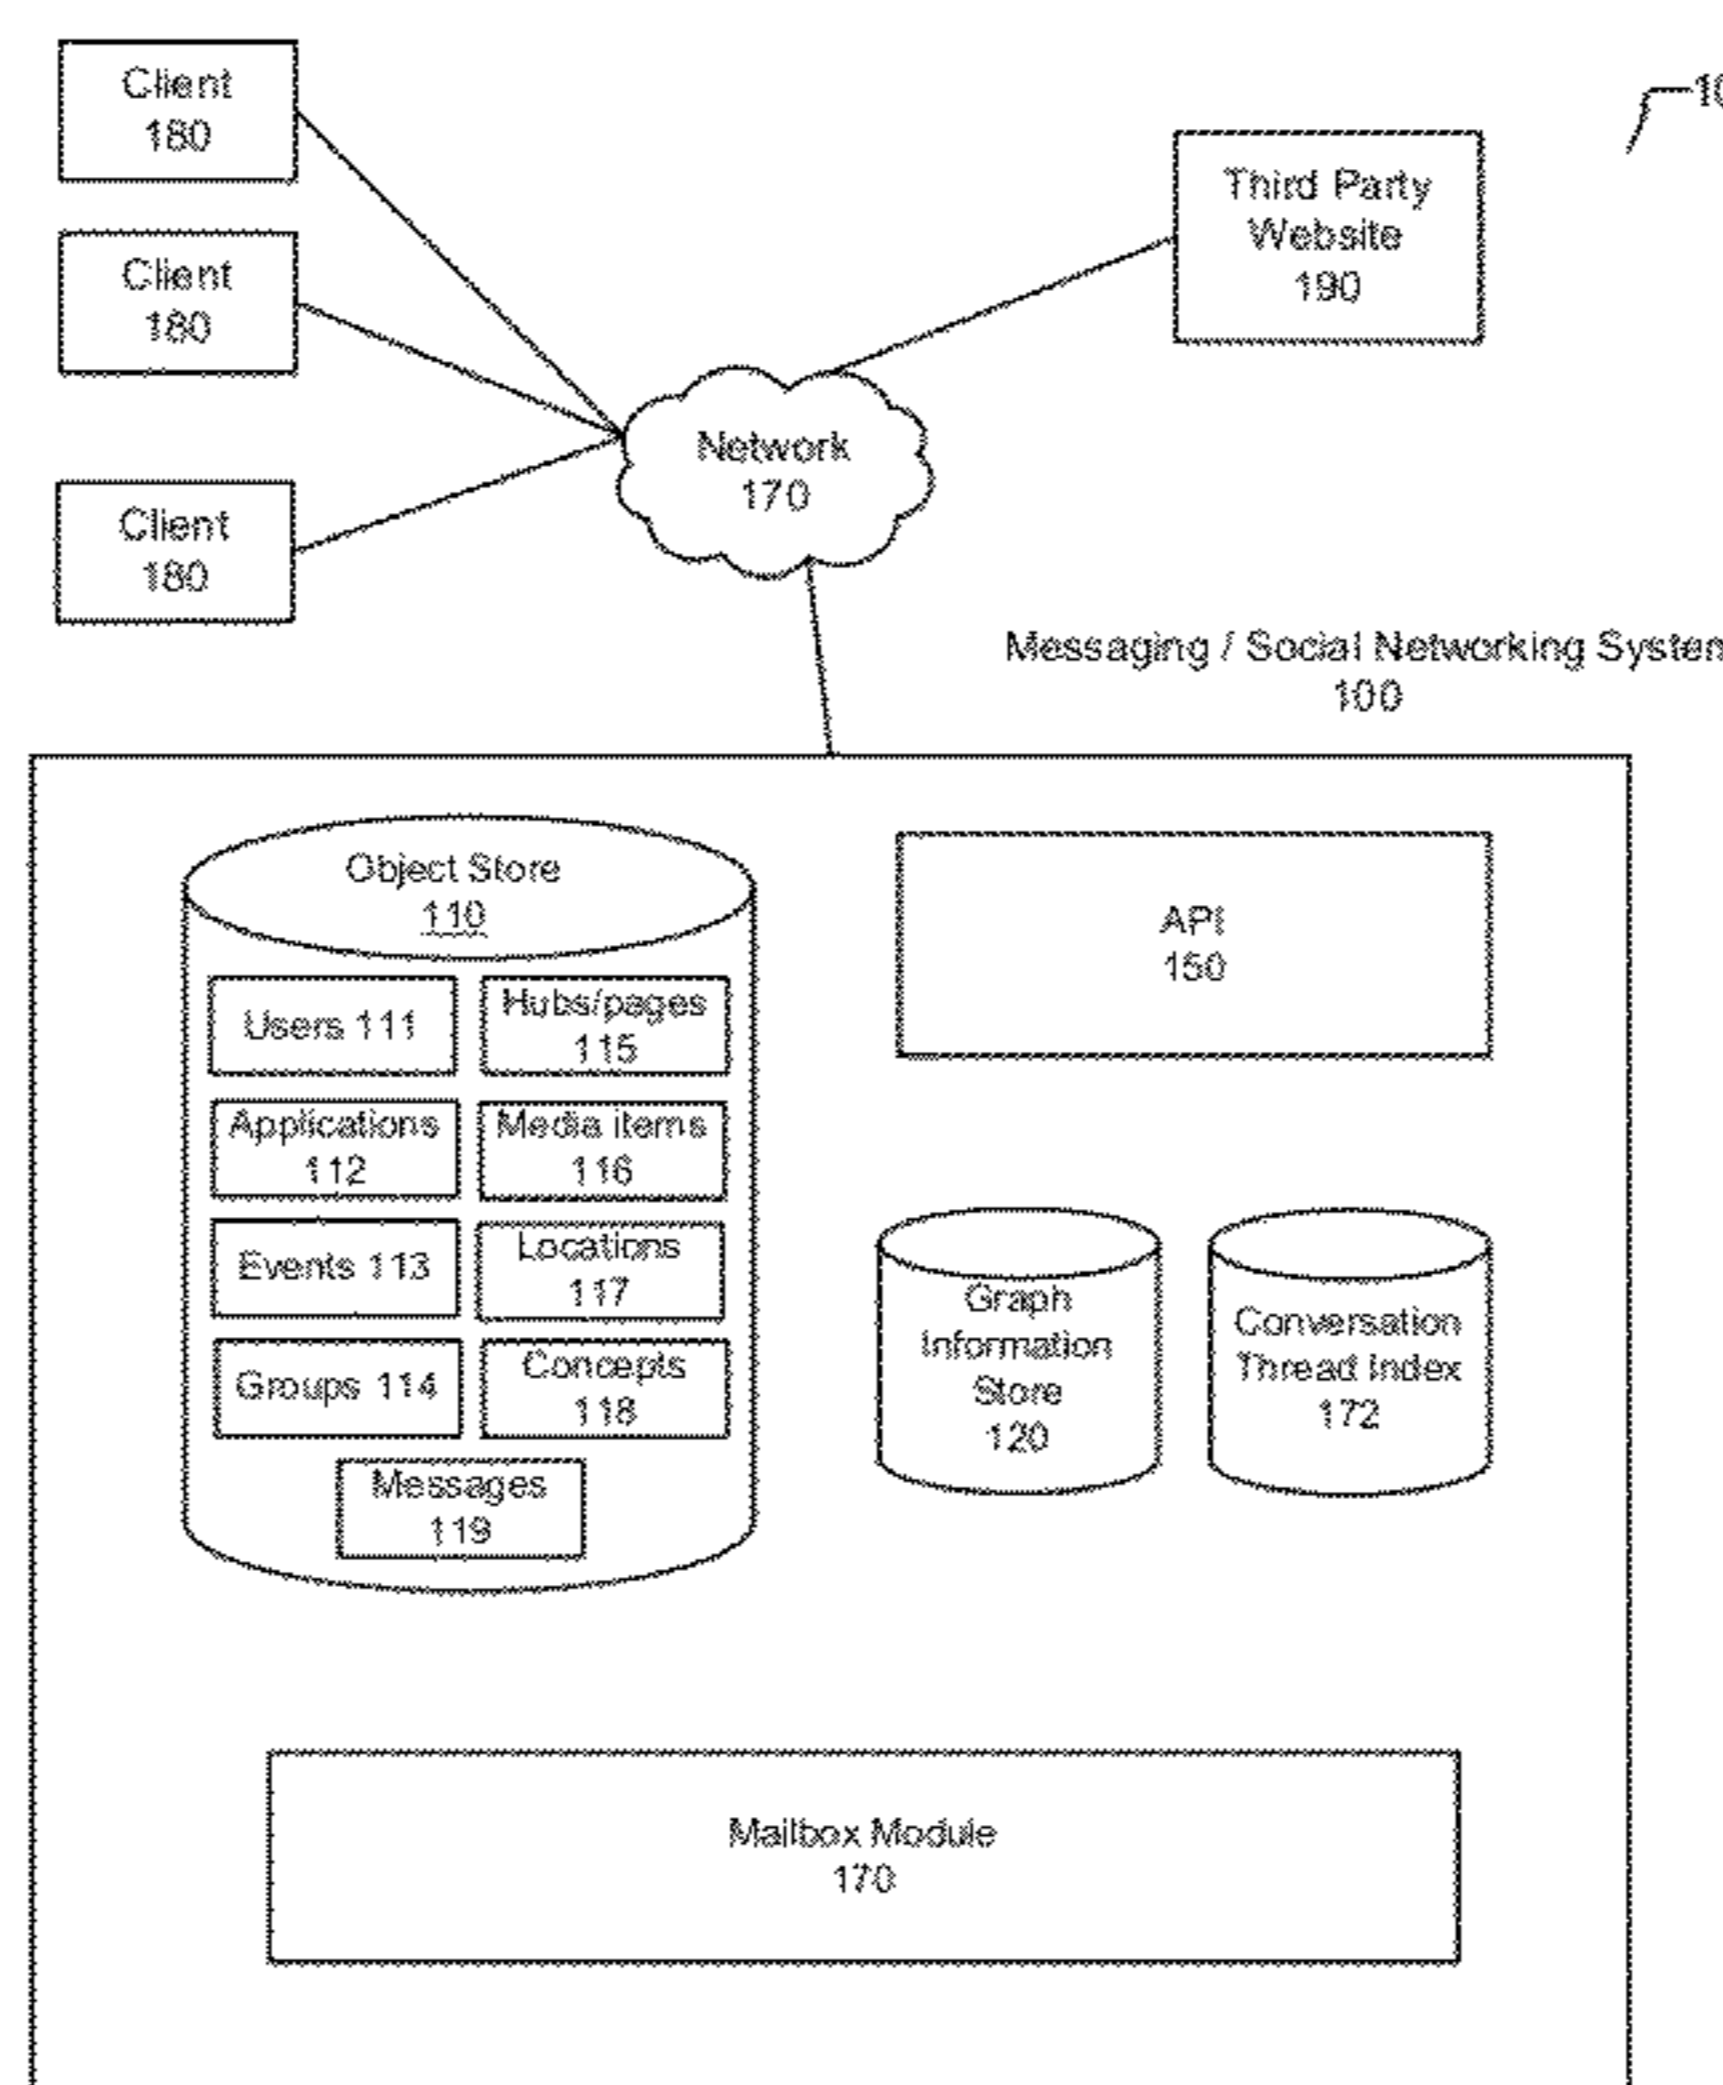 Client
180
Client
180
Client
180
Third Party
Website
190
Network
170
Messaging / Social Networking System
100
Object Store
110
Users 111
Hubs/pages
115
Applications
112
Media items
116
Events 113
Locations
117
Groups 114
Concepts
118
Messages
119
API
150
Graph
Information
Store
120
Conversation
Thread Index
172
Mailbox Module
170